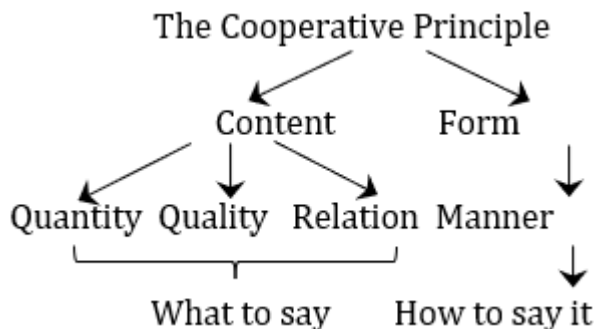 The Cooperative Principle
Content Form
Quantity Quality Relation Manner
What to say How to say it